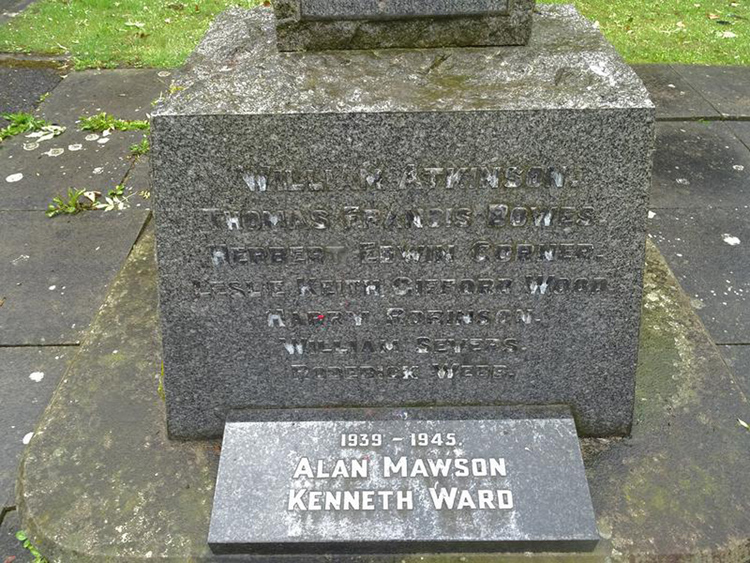 WILLIAM ATKINSON.
THOMAS FRANCIS BOWES.
HERBERT EDWIN CORNER.
LESLIE KEITH GIFFORD WOOD.
HARRY ROBINSON.
WILLIAM SEVERS.
RODERICK WEBB.
1939 - 1945.
ALAN MAWSON
KENNETH WARD